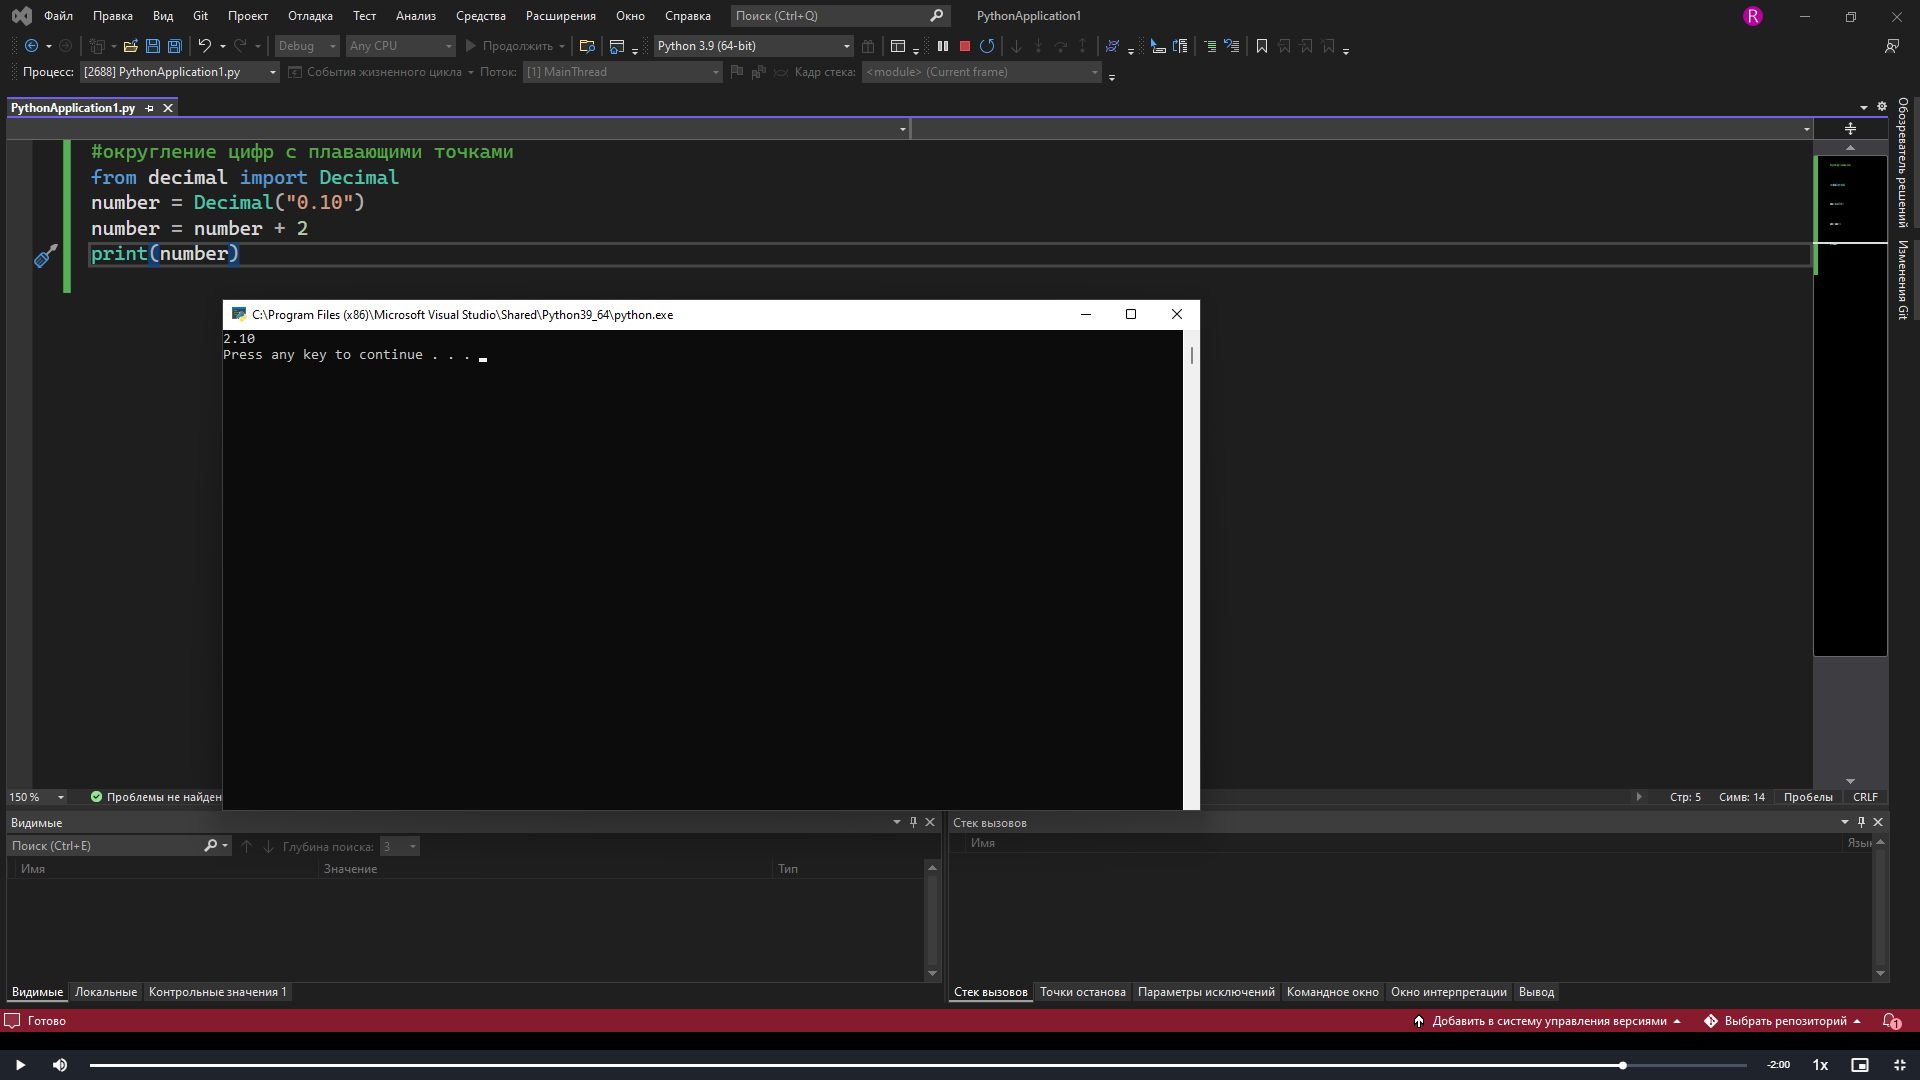 Файл Правка Вид Git Проект Отладка Тест Анализ Средства Расширения Окно Справка Поиск (Ctrl+Q) PythonApplication1 R
Debug Any CPU Продолжить Python 3.9 (64-bit)
Процесс: [2688] PythonApplication1.py События жизненного цикла Поток: [1] MainThread Кадр стека: <module> (Current frame)
PythonApplication1.py
#округление цифр с плавающими точками
from decimal import Decimal
number = Decimal("0.10")
number = number + 2
print(number)
C:\Program Files (x86)\Microsoft Visual Studio\Shared\Python39_64\python.exe
2.10
Press any key to continue . . .
Обозреватель решений
Изменения Git
150 % Проблемы не найден Стр: 5 Симв: 14 Пробелы CRLF
Видимые
Поиск (Ctrl+E) Глубина поиска: 3
Имя Значение Тип
Видимые Локальные Контрольные значения 1
Стек вызовов
Имя Язык
Стек вызовов Точки останова Параметры исключений Командное окно Окно интерпретации Вывод
Готово Добавить в систему управления версиями Выбрать репозиторий 1
-2:00 1x